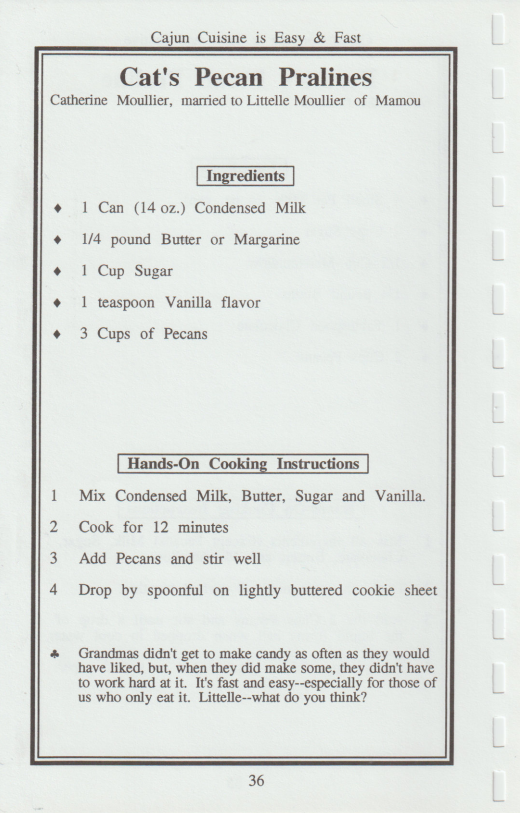 Cajun Cuisine is Easy & Fast
Cat's Pecan Pralines
Catherine Moullier, married to Littelle Moullier of Mamou
Ingredients
♦ 1 Can (14 oz.) Condensed Milk
♦ 1/4 pound Butter or Margarine
♦ 1 Cup Sugar
♦ 1 teaspoon Vanilla flavor
♦ 3 Cups of Pecans
Hands-On Cooking Instructions
1 Mix Condensed Milk, Butter, Sugar and Vanilla.
2 Cook for 12 minutes
3 Add Pecans and stir well
4 Drop by spoonful on lightly buttered cookie sheet
♣ Grandmas didn't get to make candy as often as they would
have liked, but, when they did make some, they didn't have
to work hard at it. It's fast and easy--especially for those of
us who only eat it. Littelle--what do you think?
36